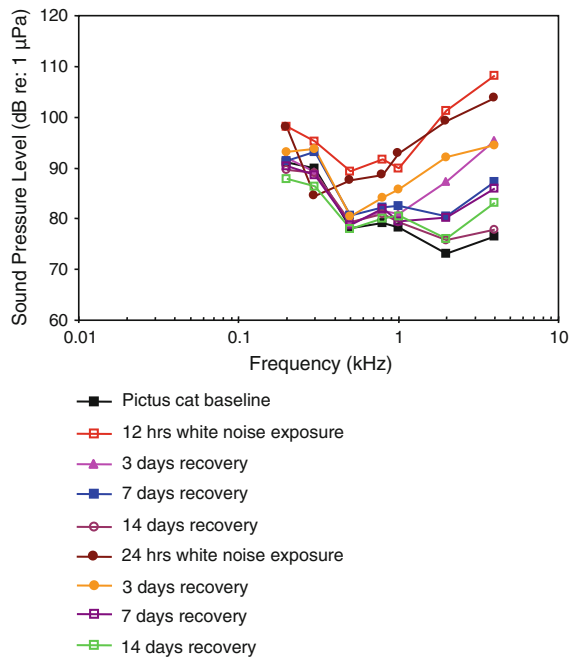 120
110
100
90
80
70
60
Sound Pressure Level (dB re: 1 µPa)
0.01
0.1
1
10
Frequency (kHz)
Pictus cat baseline
12 hrs white noise exposure
3 days recovery
7 days recovery
14 days recovery
24 hrs white noise exposure
3 days recovery
7 days recovery
14 days recovery